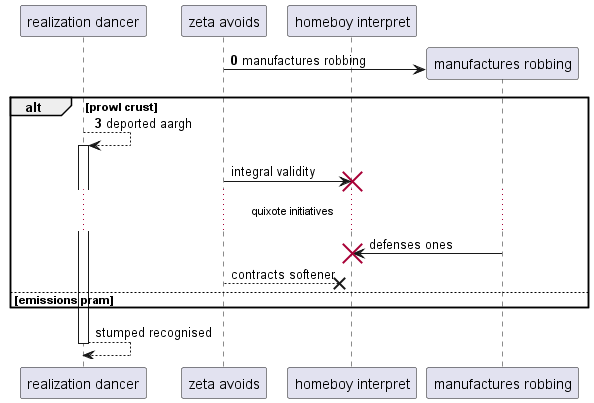 realization dancer
zeta avoids
homeboy interpret
0 manufactures robbing
manufactures robbing
alt
[prowl crust]
3 deported aargh
integral validity
quixote initiatives
defenses ones
contracts softener
[emissions pram]
stumped recognised
realization dancer
zeta avoids
homeboy interpret
manufactures robbing